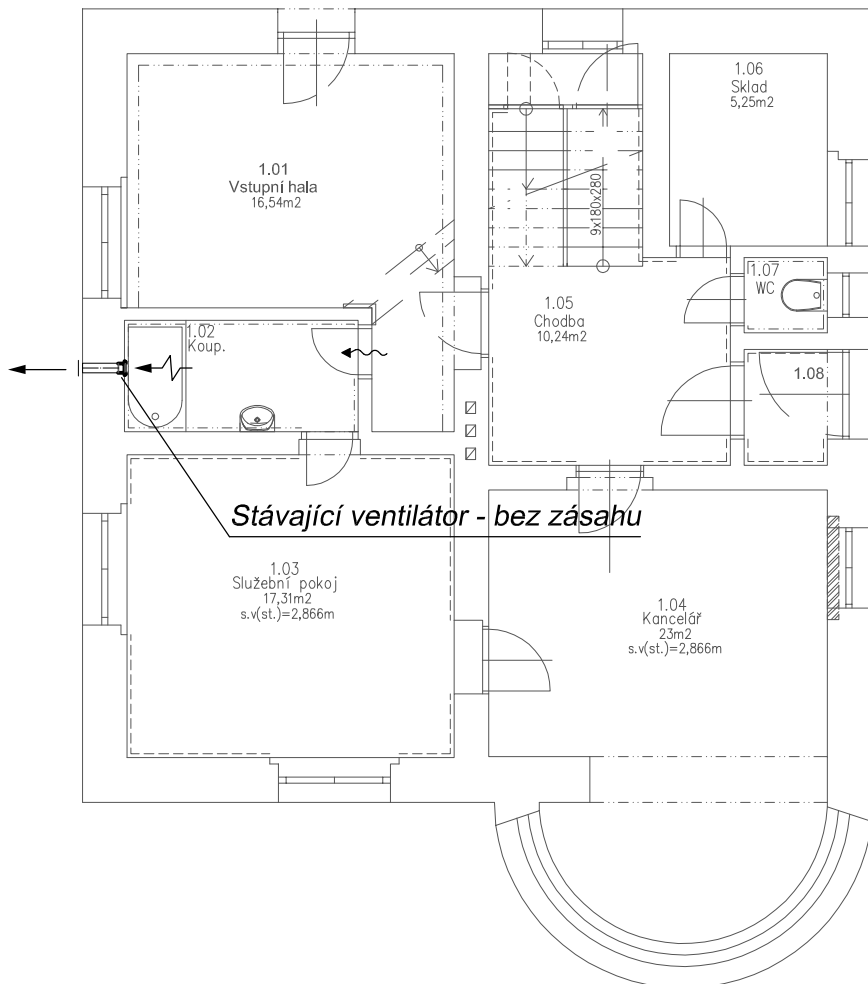 1.01
Vstupní hala
16,54m2
1.06
Sklad
5,25m2
9x180x280
1.07
WC
1.05
Chodba
10,24m2
1.02
Koup.
1.08
Stávající ventilátor - bez zásahu
1.03
Služební pokoj
17,31m2
s.v(st.)=2,866m
1.04
Kancelář
23m2
s.v(st.)=2,866m